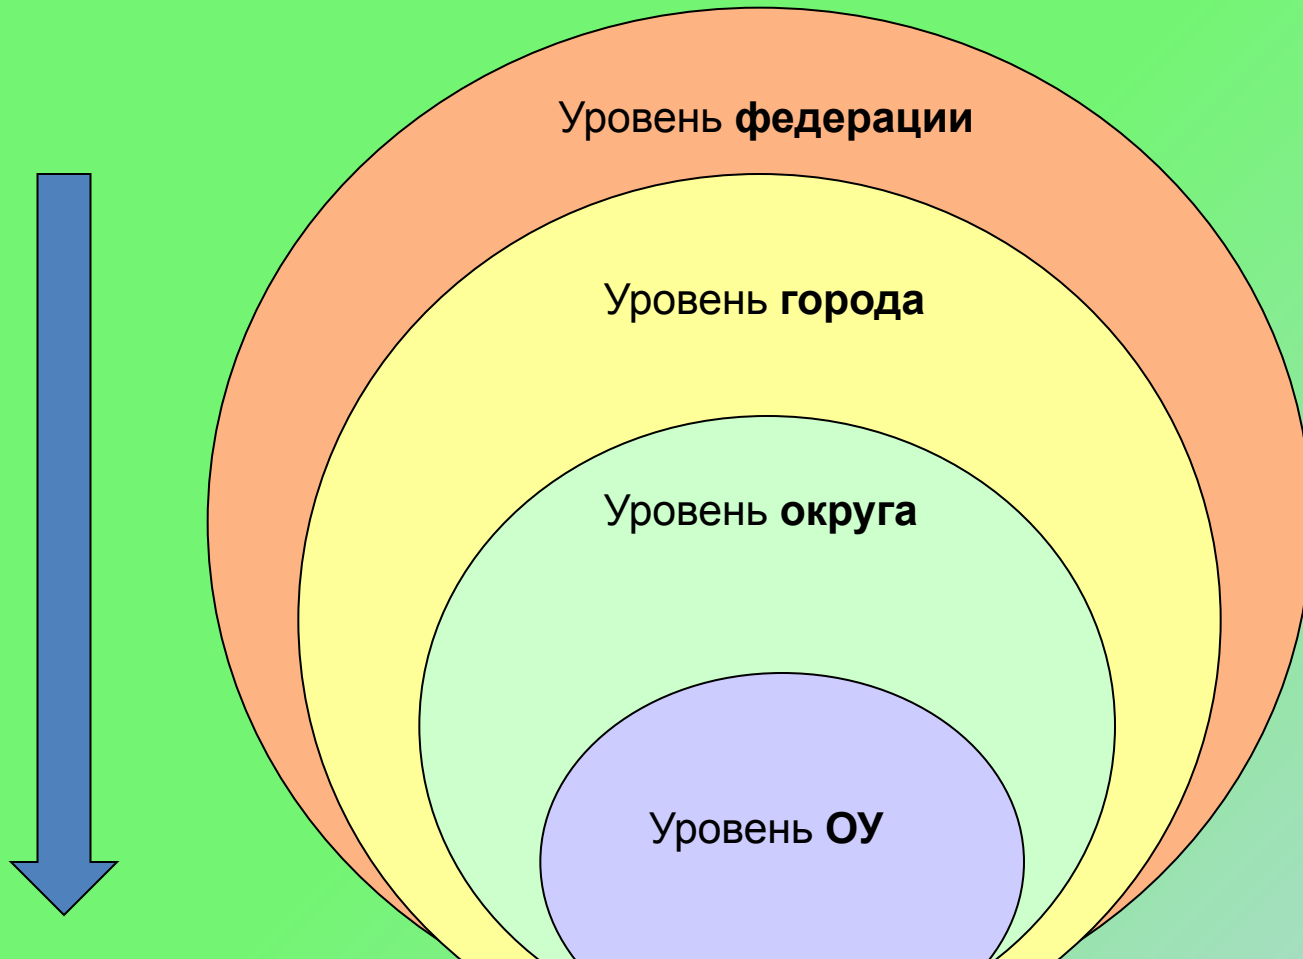 Уровень федерации
Уровень города
Уровень округа
Уровень ОУ